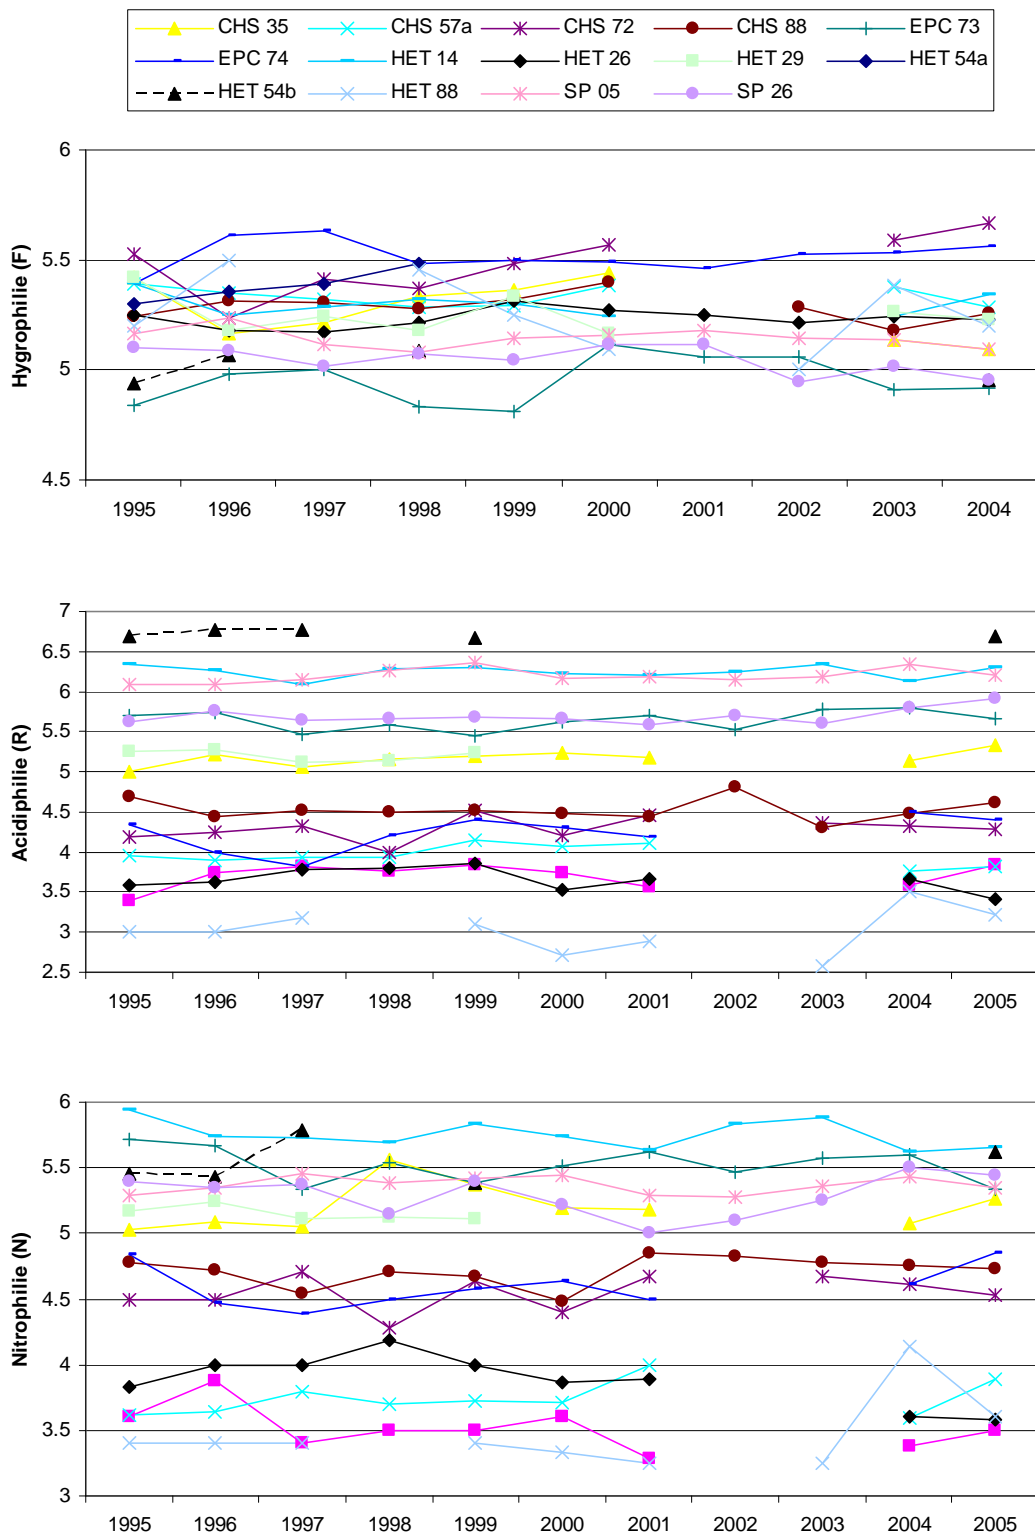 CHS 35 CHS 57a CHS 72 CHS 88 EPC 73
EPC 74 HET 14 HET 26 HET 29 HET 54a
HET 54b HET 88 SP 05 SP 26
Hygrophilie (F)
6
5.5
5
4.5
1995 1996 1997 1998 1999 2000 2001 2002 2003 2004
Acidiphilie (R)
7
6.5
6
5.5
5
4.5
4
3.5
3
2.5
1995 1996 1997 1998 1999 2000 2001 2002 2003 2004 2005
Nitrophilie (N)
6
5.5
5
4.5
4
3.5
3
1995 1996 1997 1998 1999 2000 2001 2002 2003 2004 2005